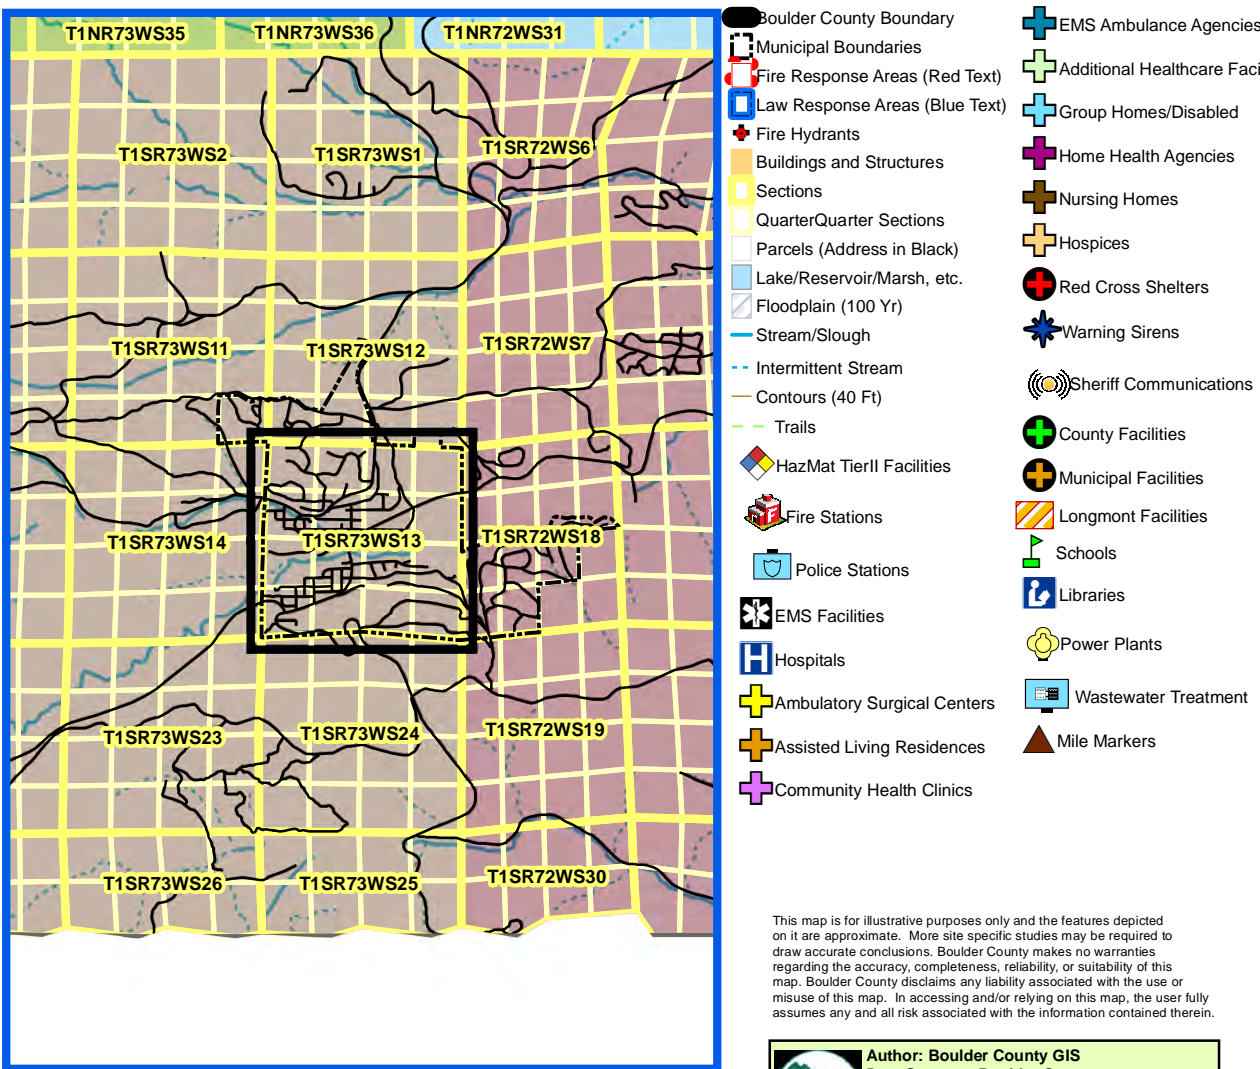 T1NR73WS35
T1NR73WS36
T1NR72WS31
T1SR73WS2
T1SR73WS1
T1SR72WS6
T1SR73WS11
T1SR73WS12
T1SR72WS7
T1SR73WS14
T1SR73WS13
T1SR72WS18
T1SR73WS23
T1SR73WS24
T1SR72WS19
T1SR73WS26
T1SR73WS25
T1SR72WS30
Boulder County Boundary
Municipal Boundaries
Fire Response Areas (Red Text)
Law Response Areas (Blue Text)
Fire Hydrants
Buildings and Structures
Sections
QuarterQuarter Sections
Parcels (Address in Black)
Lake/Reservoir/Marsh, etc.
Floodplain (100 Yr)
Stream/Slough
Intermittent Stream
Contours (40 Ft)
Trails
HazMat TierII Facilities
F
Fire Stations
Police Stations
EMS Facilities
H
Hospitals
Ambulatory Surgical Centers
Assisted Living Residences
Community Health Clinics
EMS Ambulance Agencies
Additional Healthcare Faci
Group Homes/Disabled
Home Health Agencies
Nursing Homes
Hospices
Red Cross Shelters
Warning Sirens
Sheriff Communications
County Facilities
Municipal Facilities
Longmont Facilities
Schools
Libraries
Power Plants
Wastewater Treatment
Mile Markers
This map is for illustrative purposes only and the features depicted
on it are approximate. More site specific studies may be required to
draw accurate conclusions. Boulder County makes no warranties
regarding the accuracy, completeness, reliability, or suitability of this
map. Boulder County disclaims any liability associated with the use or
misuse of this map. In accessing and/or relying on this map, the user fully
assumes any and all risk associated with the information contained therein.
Author: Boulder County GIS